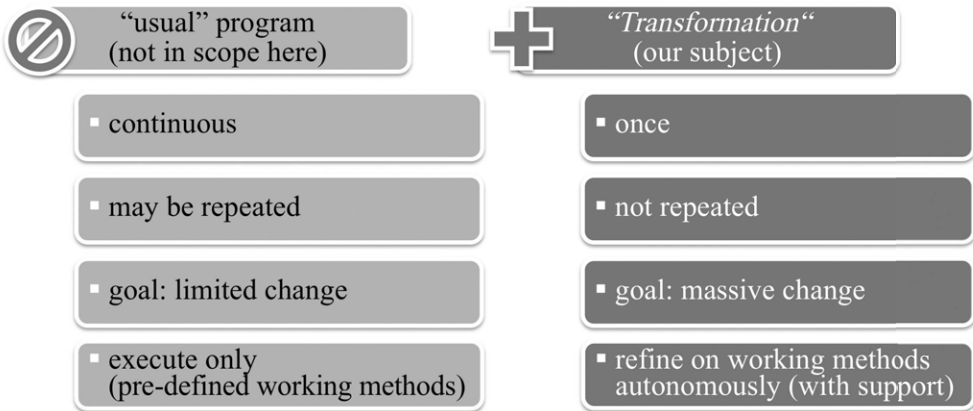 “usual” program
(not in scope here)
▪ continuous
▪ may be repeated
▪ goal: limited change
▪ execute only
(pre-defined working methods)
“Transformation“
(our subject)
▪ once
▪ not repeated
▪ goal: massive change
▪ refine on working methods
autonomously (with support)